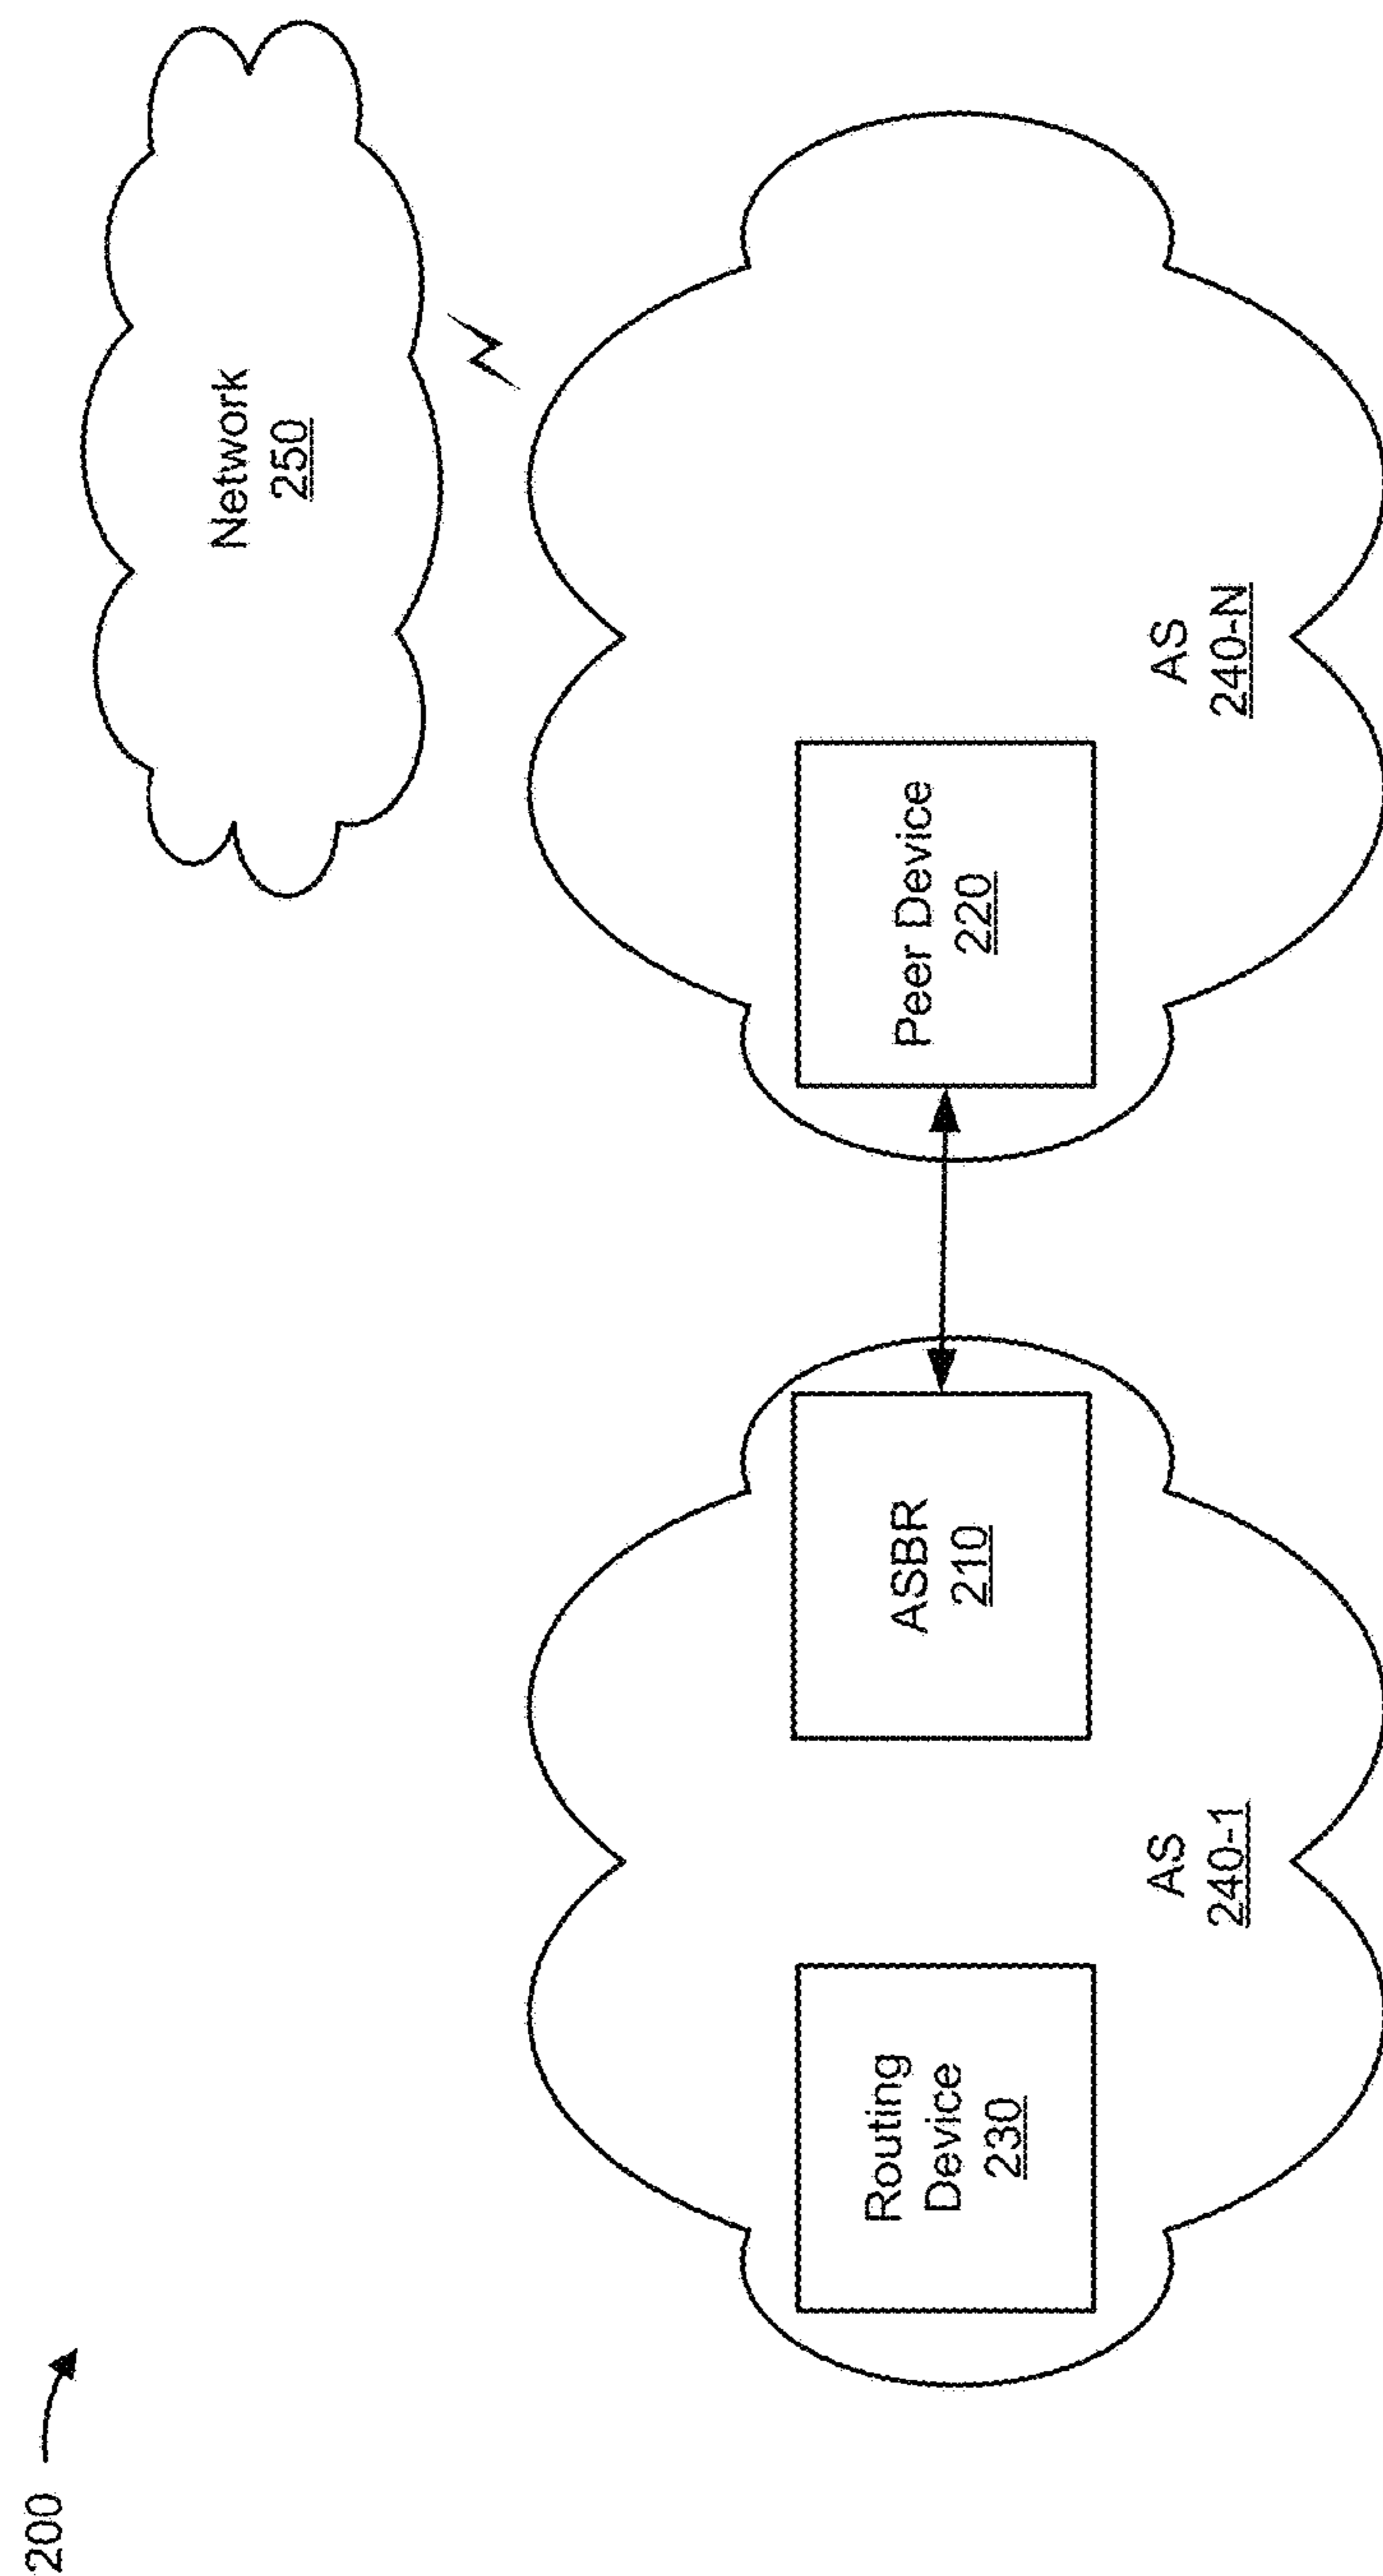 200
Network
250
Routing
Device
230
ASBR
210
Peer Device
220
AS
240-1
AS
240-N